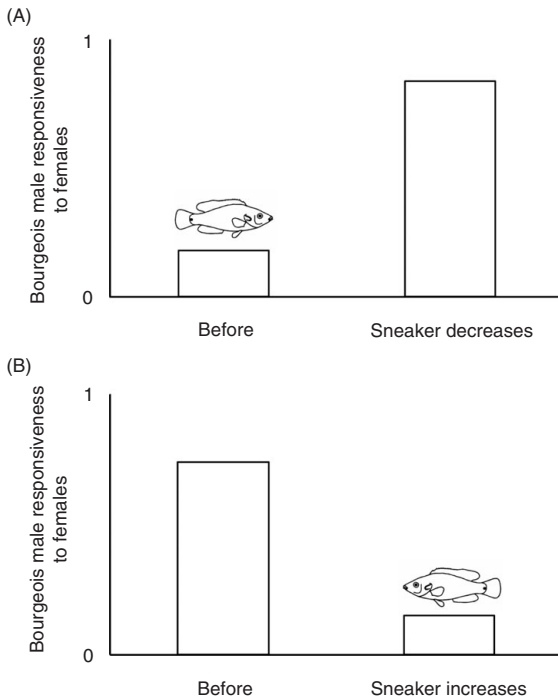 (A)
Bourgeois male responsiveness
to females
1
0
Before
Sneaker decreases
(B)
Bourgeois male responsiveness
to females
1
0
Before
Sneaker increases